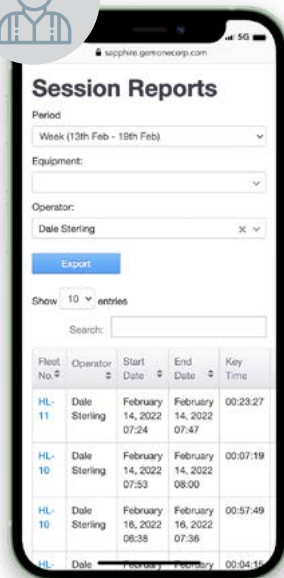 5G
sapphire.gemonecorp.com
Session Reports
Period
Week (13th Feb - 19th Feb)
Equipment:
Operator:
Dale Sterling
Export
Show 10 entries
Search:
Fleet No. Operator Start Date End Date Key Time
HL-11 Dale Sterling February 14, 2022 07:24 February 14, 2022 07:47 00:23:27
HL-10 Dale Sterling February 14, 2022 07:53 February 14, 2022 08:00 00:07:19
HL-10 Dale Sterling February 16, 2022 06:38 February 16, 2022 07:36 00:57:49
HL- Dale February February 00:04:15